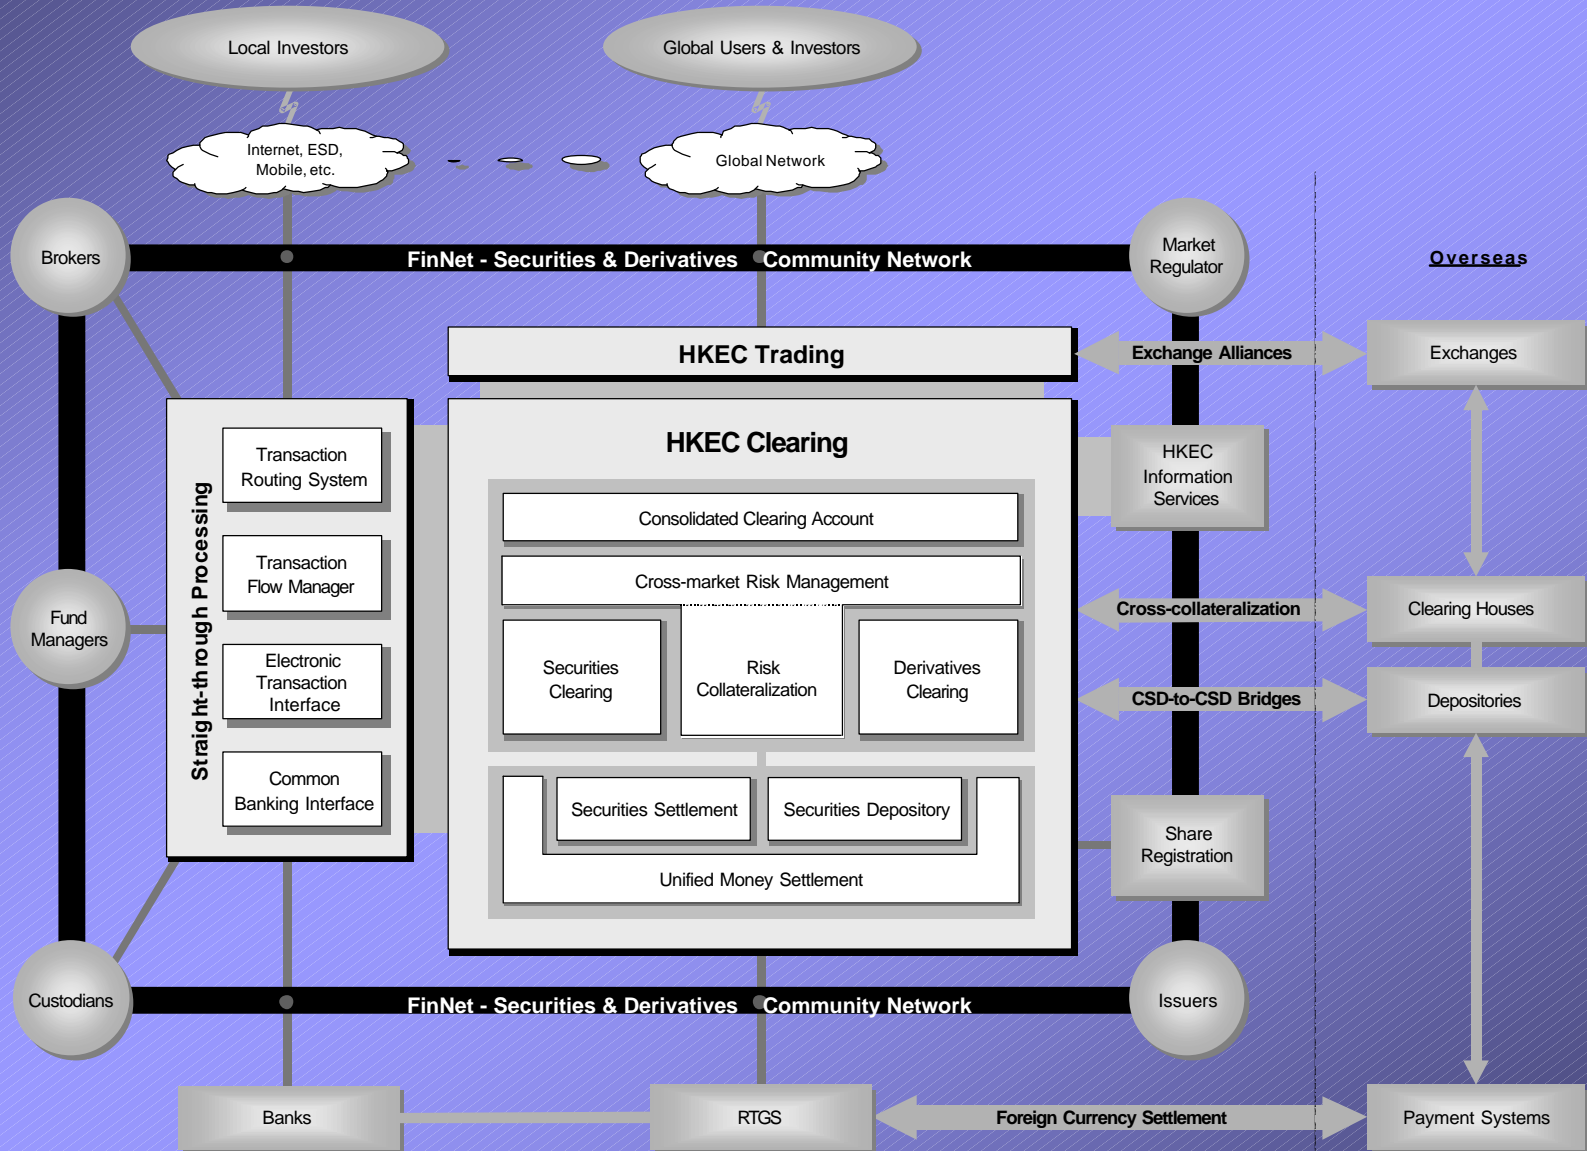 Local Investors
Global Users & Investors
Internet, ESD,
Mobile, etc.
Global Network
Brokers
FinNet - Securities & Derivatives Community Network
Market
Regulator
Overseas
HKEC Trading
Exchange Alliances
Exchanges
Straight-through Processing
Transaction
Routing System
Transaction
Flow Manager
Electronic
Transaction
Interface
Common
Banking Interface
HKEC Clearing
Consolidated Clearing Account
Cross-market Risk Management
Securities
Clearing
Risk
Collateralization
Derivatives
Clearing
Securities Settlement
Securities Depository
Unified Money Settlement
HKEC
Information
Services
Fund
Managers
Cross-collateralization
Clearing Houses
CSD-to-CSD Bridges
Depositories
Share
Registration
Custodians
FinNet - Securities & Derivatives Community Network
Issuers
Banks
RTGS
Foreign Currency Settlement
Payment Systems